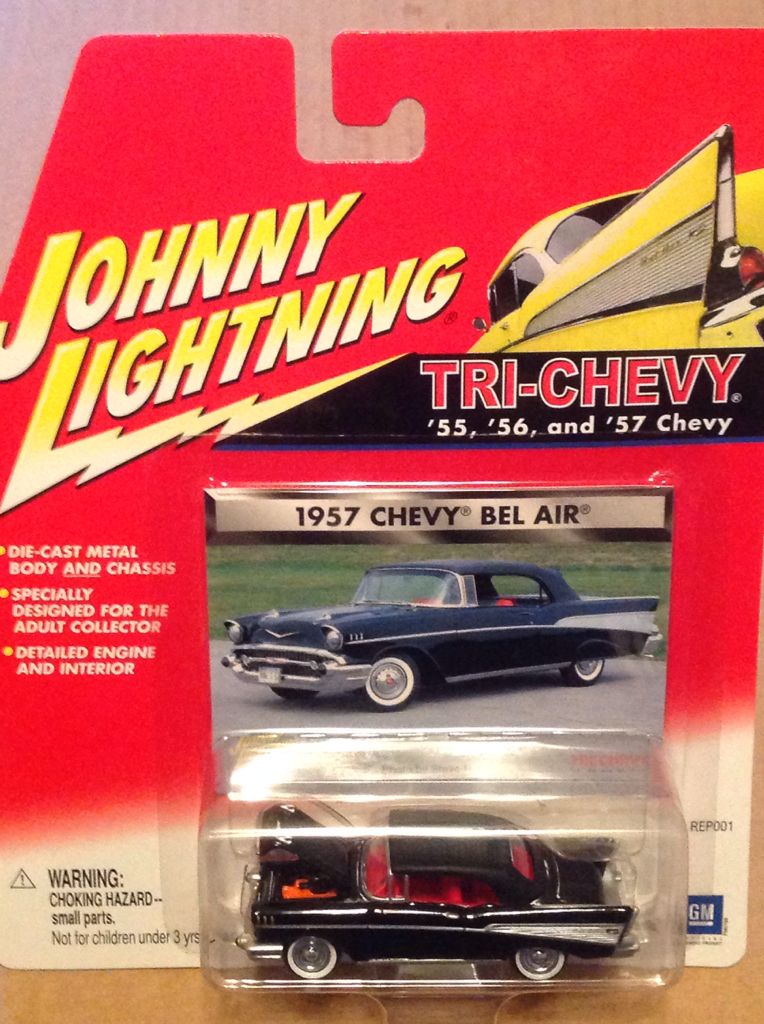 JOHNNY
LIGHTNING®
TRI-CHEVY®
'55, '56, and '57 Chevy
1957 CHEVY® BEL AIR®
•DIE-CAST METAL
BODY AND CHASSIS
•SPECIALLY
DESIGNED FOR THE
ADULT COLLECTOR
•DETAILED ENGINE
AND INTERIOR
REP001
⚠ WARNING:
CHOKING HAZARD--
small parts.
Not for children under 3 yrs
GM